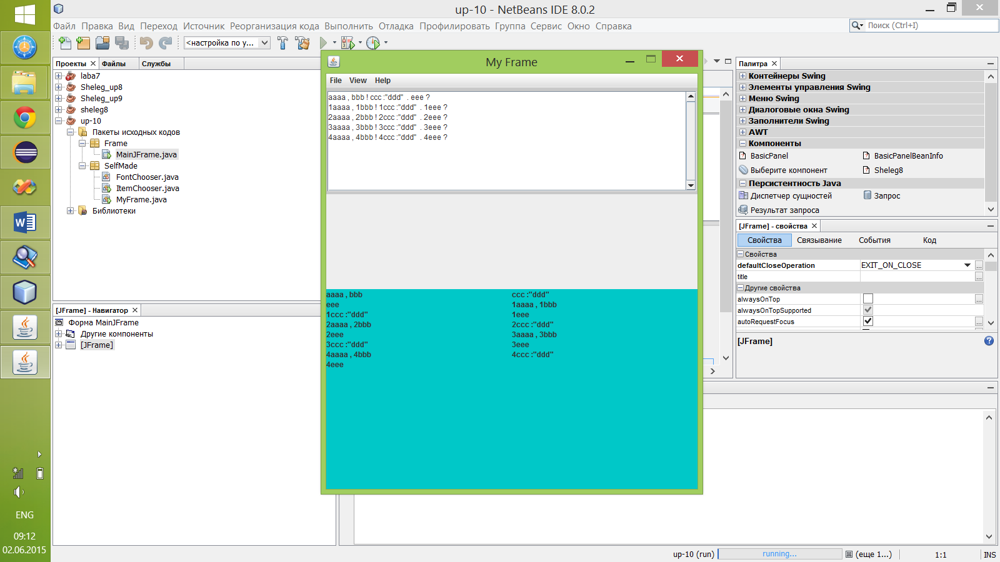 up-10 - NetBeans IDE 8.0.2
Файл Правка Вид Переход Источник Реорганизация кода Выполнить Отладка Профилировать Группа Сервис Окно Справка
Поиск (Ctrl+I)
<настройка по у...
Проекты Файлы Службы
laba7
Sheleg_up8
Sheleg_up9
sheleg8
up-10
Пакеты исходных кодов
Frame
MainJFrame.java
SelfMade
FontChooser.java
ItemChooser.java
MyFrame.java
Библиотеки
[JFrame] - Навигатор
Форма MainJFrame
Другие компоненты
[JFrame]
My Frame
File View Help
aaaa , bbb ! ccc :"ddd"  . eee ?
1aaaa , 1bbb ! 1ccc :"ddd"  . 1eee ?
2aaaa , 2bbb ! 2ccc :"ddd"  . 2eee ?
3aaaa , 3bbb ! 3ccc :"ddd"  . 3eee ?
4aaaa , 4bbb ! 4ccc :"ddd"  . 4eee ?
aaaa , bbb ccc :"ddd"
eee 1aaaa , 1bbb
1ccc :"ddd" 1eee
2aaaa , 2bbb 2ccc :"ddd"
2eee 3aaaa , 3bbb
3ccc :"ddd" 3eee
4aaaa , 4bbb 4ccc :"ddd"
4eee
Палитра
Контейнеры Swing
Элементы управления Swing
Меню Swing
Диалоговые окна Swing
Заполнители Swing
AWT
Компоненты
BasicPanel BasicPanelBeanInfo
Выберите компонент Sheleg8
Персистентность Java
Диспетчер сущностей Запрос
Результат запроса
[JFrame] - свойства
Свойства Связывание События Код
Свойства
defaultCloseOperation EXIT_ON_CLOSE
title
Другие свойства
alwaysOnTop
alwaysOnTopSupported
autoRequestFocus
[JFrame]
ENG
09:12
02.06.2015
up-10 (run) running... (еще 1...) 1:1 INS